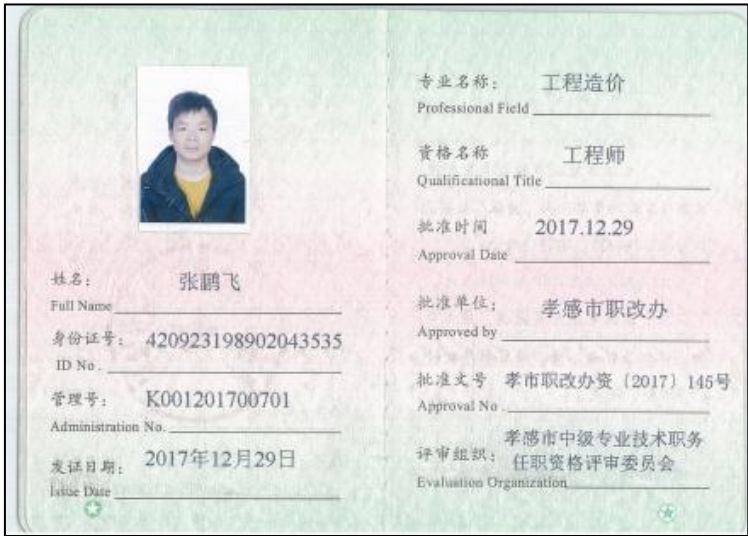 姓名： 张鹏飞
Full Name
身份证号： 420923198902043535
ID No.
管理号： K001201700701
Administration No.
发证日期： 2017年12月29日
Issue Date
专业名称： 工程造价
Professional Field
资格名称 工程师
Qualificational Title
批准时间 2017.12.29
Approval Date
批准单位： 孝感市职改办
Approved by
批准文号 孝市职改办资（2017）145号
Approval No.
孝感市中级专业技术职务
评审组织： 任职资格评审委员会
Evaluation Organization